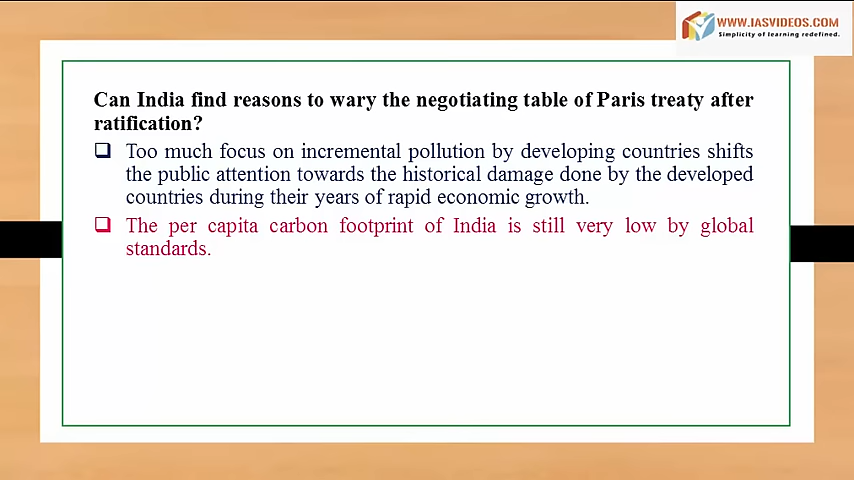 WWW.IASVIDEOS.COM
Simplicity of learning redefined.
Can India find reasons to wary the negotiating table of Paris treaty after
ratification?
Too much focus on incremental pollution by developing countries shifts
the public attention towards the historical damage done by the developed
countries during their years of rapid economic growth.
The per capita carbon footprint of India is still very low by global
standards.